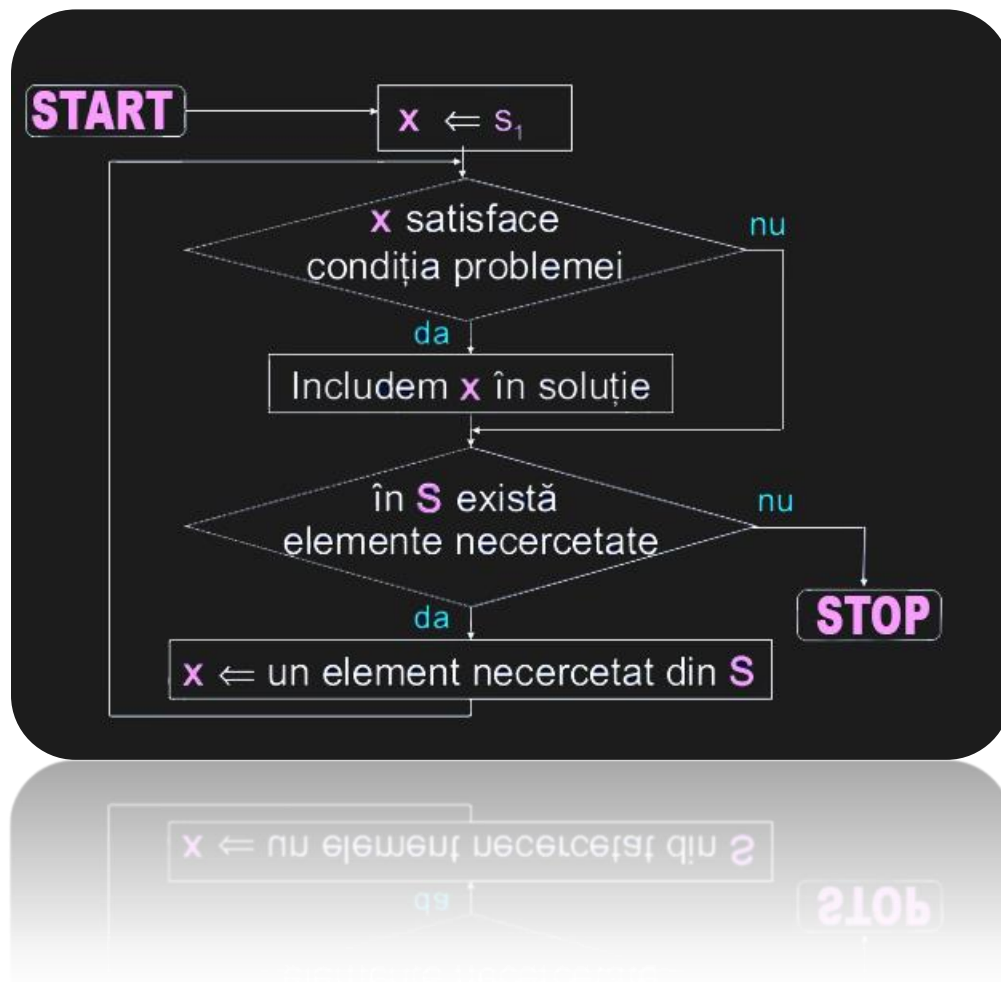 START
x ⇐ s₁
x satisface
condiția problemei
nu
da
Includem x în soluție
în S există
elemente necercetate
nu
da
STOP
x ⇐ un element necercetat din S